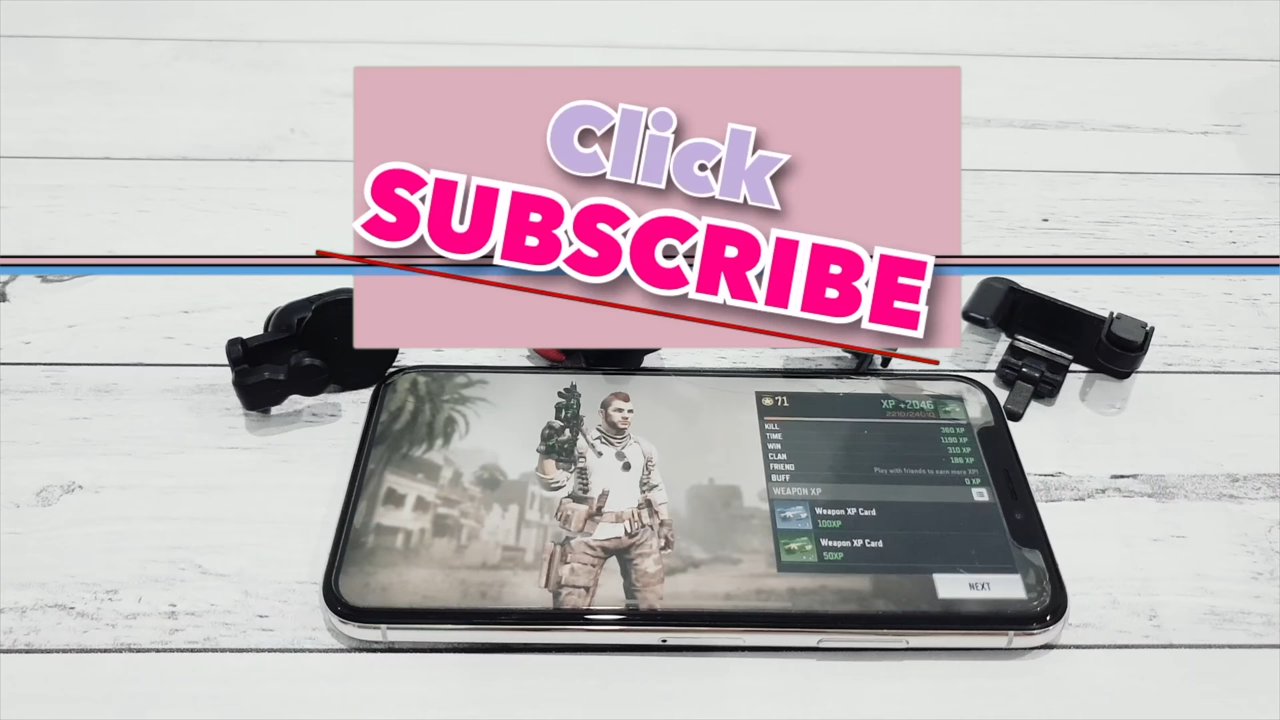 Click
SUBSCRIBE
71
XP +2046
KILL 360 XP
TIME 1190 XP
WIN 310 XP
CLAN 186 XP
FRIEND Play with friends to earn more XP!
BUFF 0 XP
WEAPON XP
Weapon XP Card
100XP
Weapon XP Card
50XP
NEXT